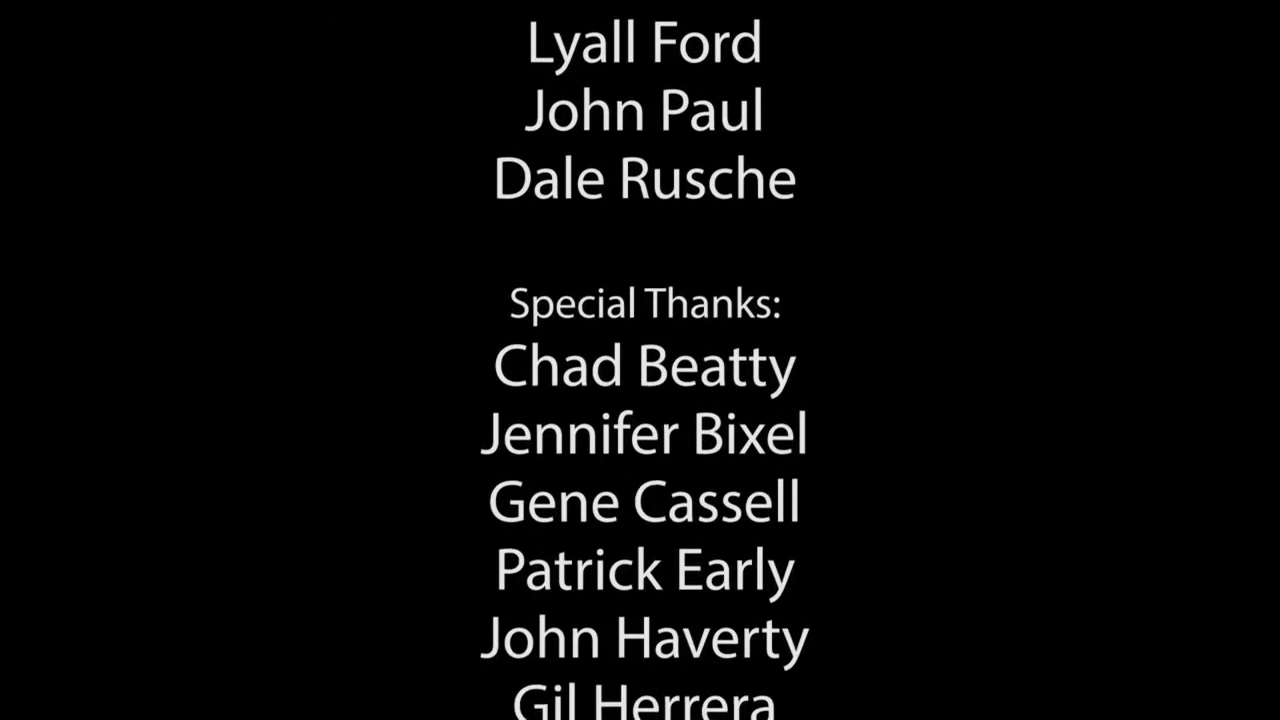 Lyall Ford
John Paul
Dale Rusche
Special Thanks:
Chad Beatty
Jennifer Bixel
Gene Cassell
Patrick Early
John Haverty
Gil Herrera